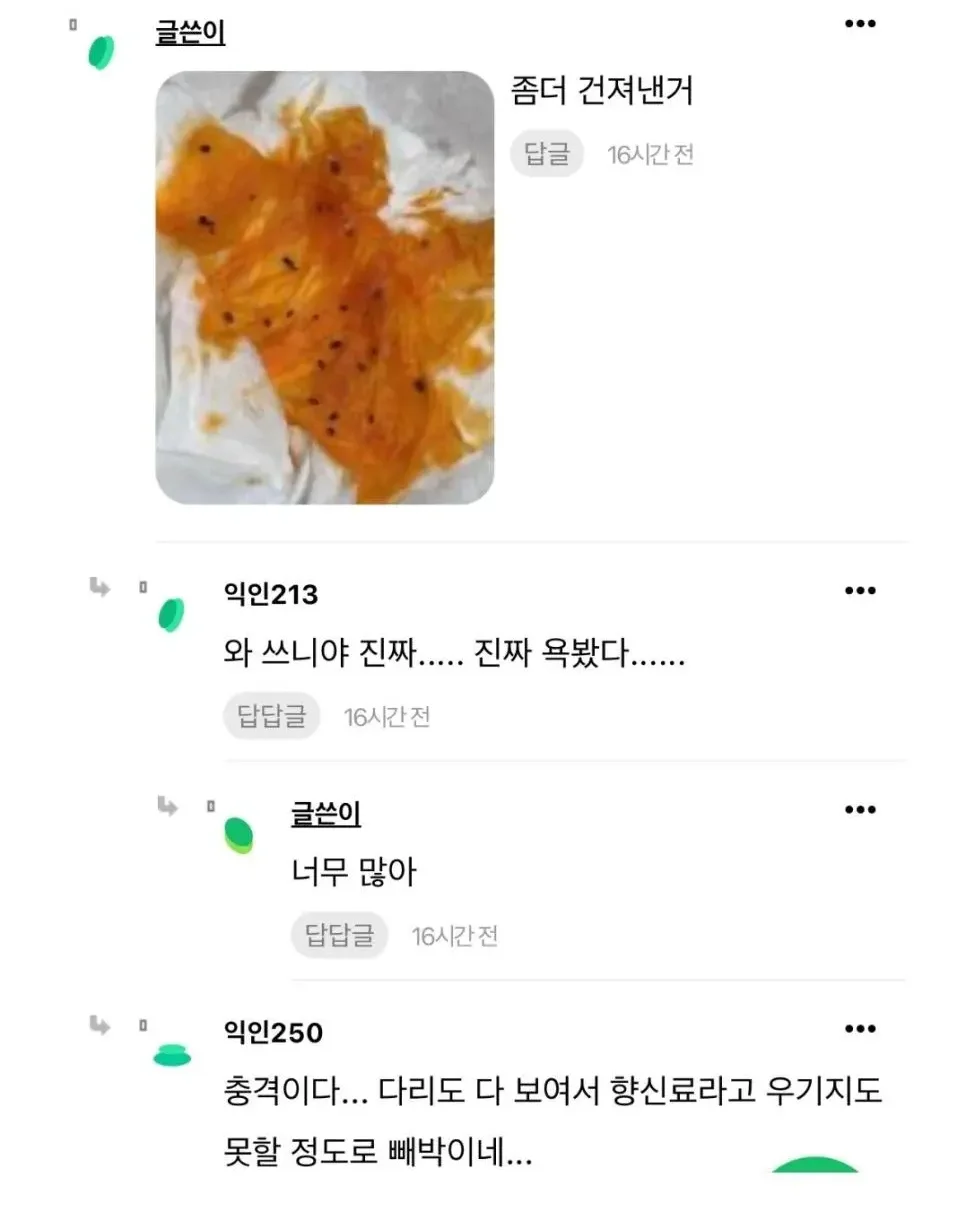 글쓴이
좀더 건져낸거
답글 16시간 전
익인213
와 쓰니야 진짜..... 진짜 욕봤다......
답답글 16시간 전
글쓴이
너무 많아
답답글 16시간 전
익인250
충격이다... 다리도 다 보여서 향신료라고 우기지도
못할 정도로 빼박이네...